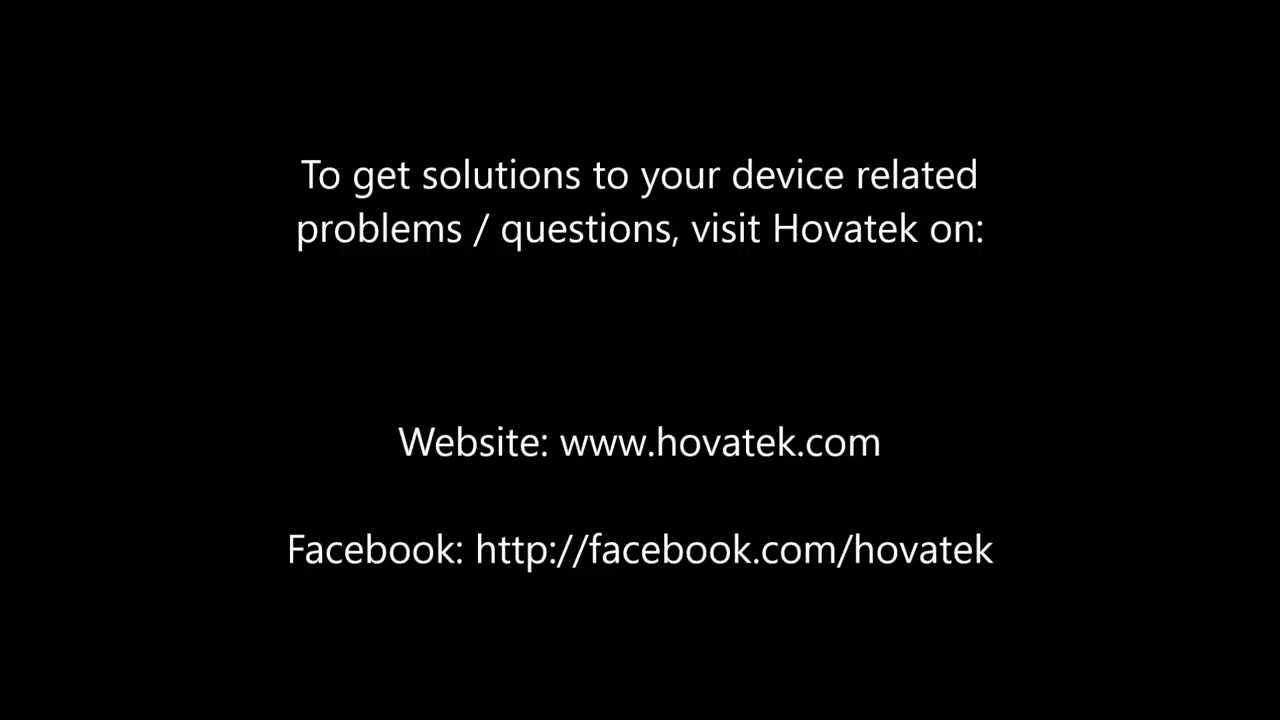 To get solutions to your device related
problems / questions, visit Hovatek on:
Website: www.hovatek.com
Facebook: http://facebook.com/hovatek